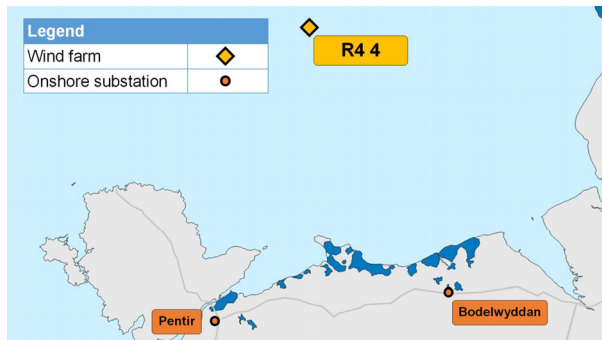 Legend
Wind farm
Onshore substation
R4 4
Pentir
Bodelwyddan